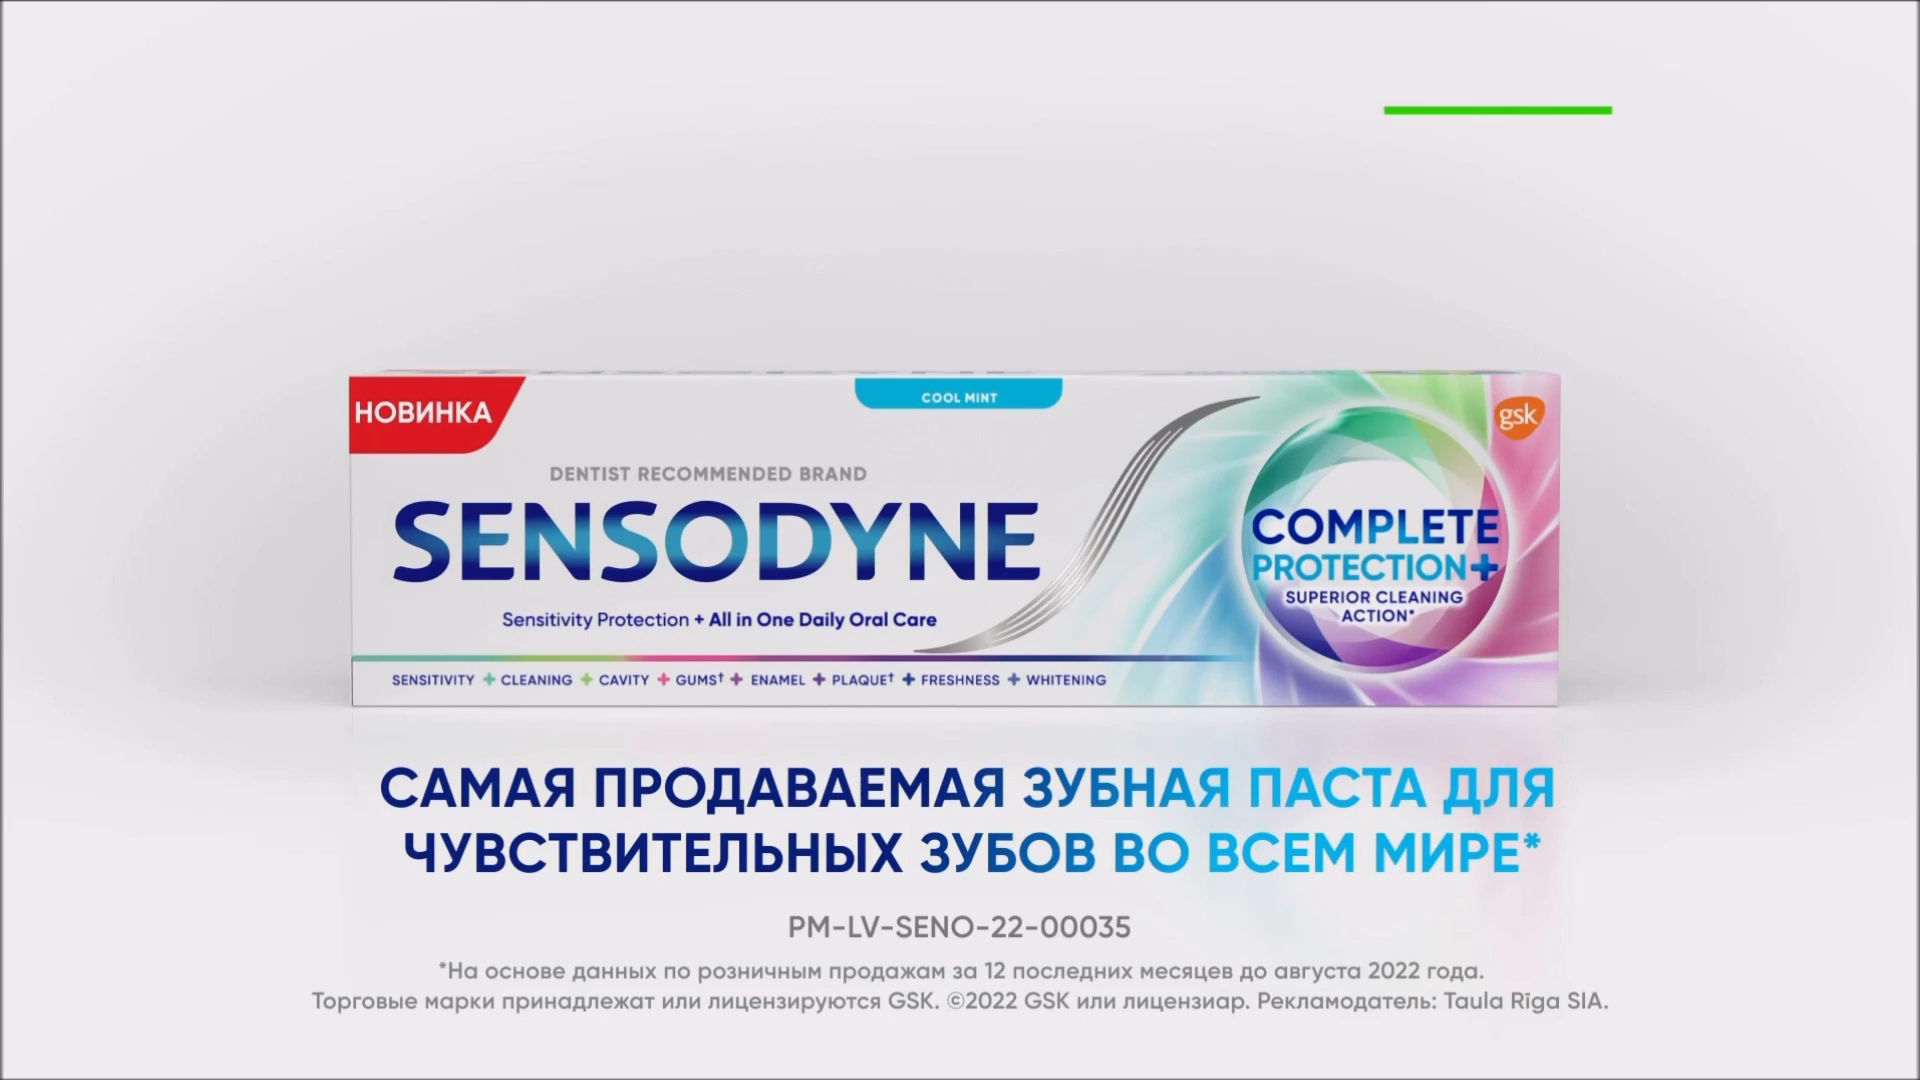 НОВИНКА
COOL MINT
gsk
DENTIST RECOMMENDED BRAND
SENSODYNE
COMPLETE
PROTECTION+
SUPERIOR CLEANING
ACTION*
Sensitivity Protection + All in One Daily Oral Care
SENSITIVITY + CLEANING + CAVITY + GUMS† + ENAMEL + PLAQUE† + FRESHNESS + WHITENING
САМАЯ ПРОДАВАЕМАЯ ЗУБНАЯ ПАСТА ДЛЯ
ЧУВСТВИТЕЛЬНЫХ ЗУБОВ ВО ВСЕМ МИРЕ*
PM-LV-SENO-22-00035
*На основе данных по розничным продажам за 12 последних месяцев до августа 2022 года.
Торговые марки принадлежат или лицензируются GSK. ©2022 GSK или лицензиар. Рекламодатель: Taula Rīga SIA.